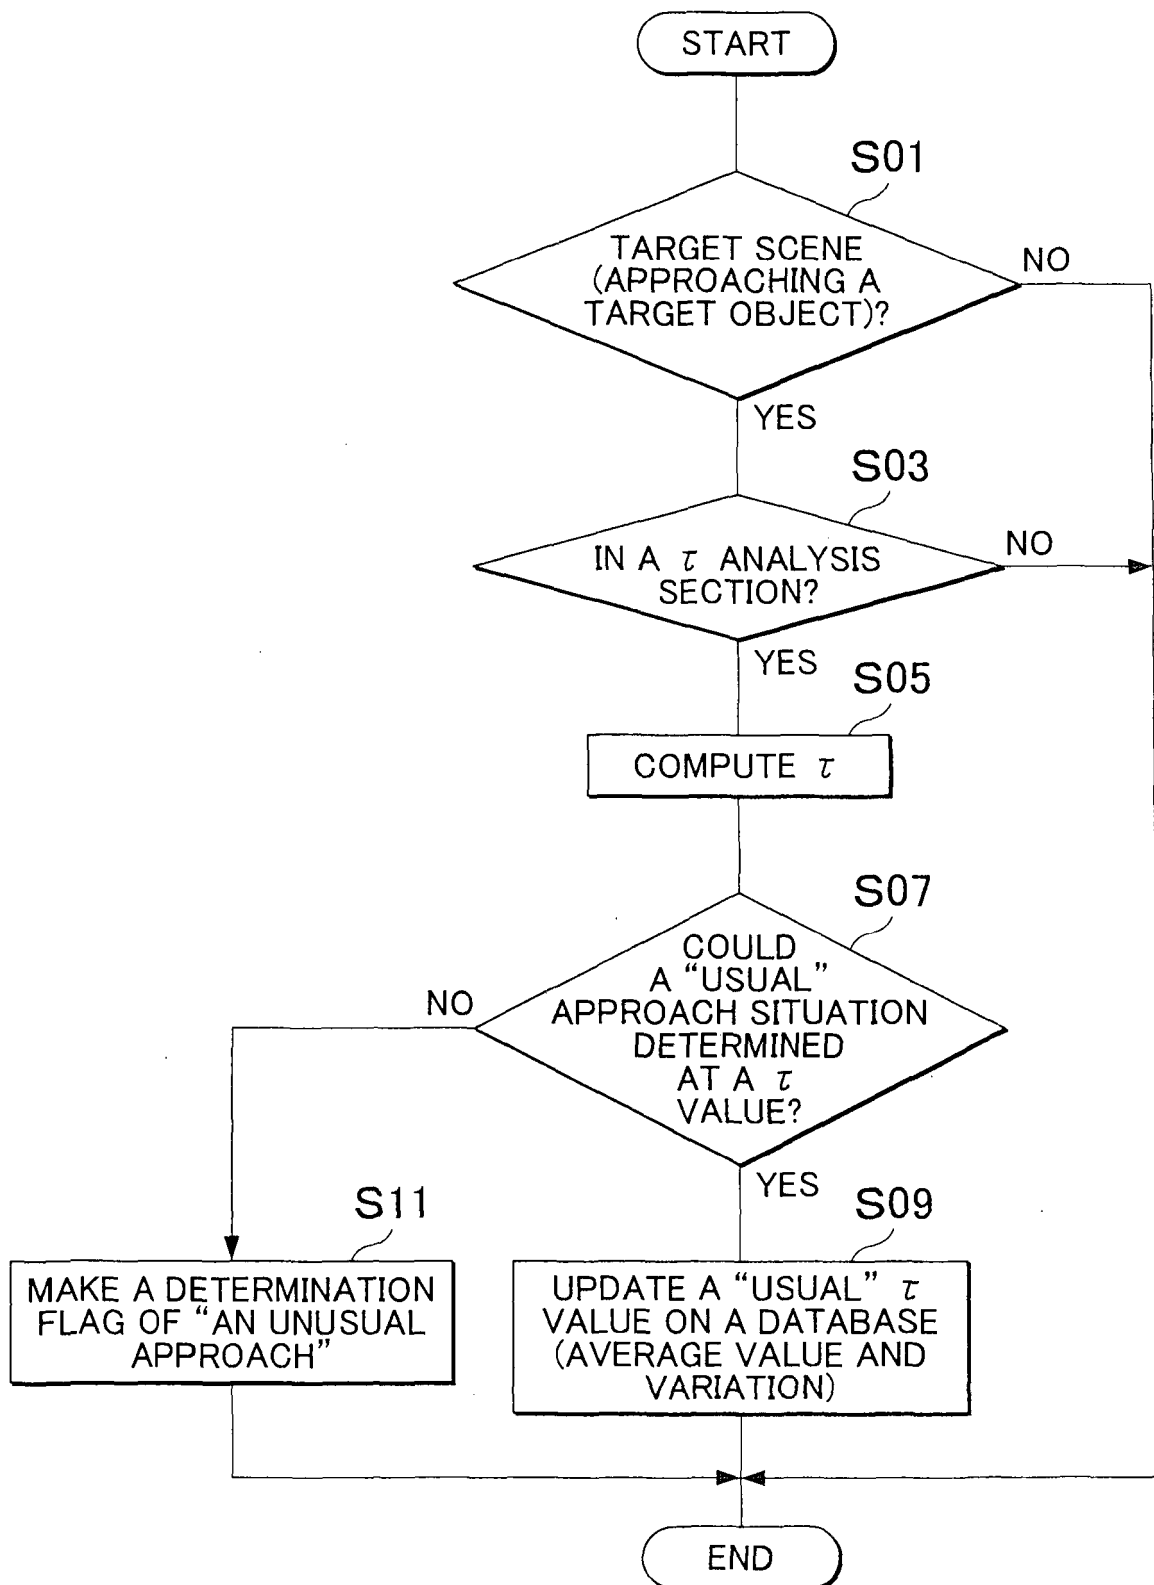 START
S01
TARGET SCENE
(APPROACHING A
TARGET OBJECT)?
NO
YES
S03
IN A τ ANALYSIS
SECTION?
NO
YES
S05
COMPUTE τ
S07
COULD
A “USUAL”
APPROACH SITUATION
DETERMINED
AT A τ
VALUE?
NO
YES
S11
MAKE A DETERMINATION
FLAG OF “AN UNUSUAL
APPROACH”
S09
UPDATE A “USUAL” τ
VALUE ON A DATABASE
(AVERAGE VALUE AND
VARIATION)
END